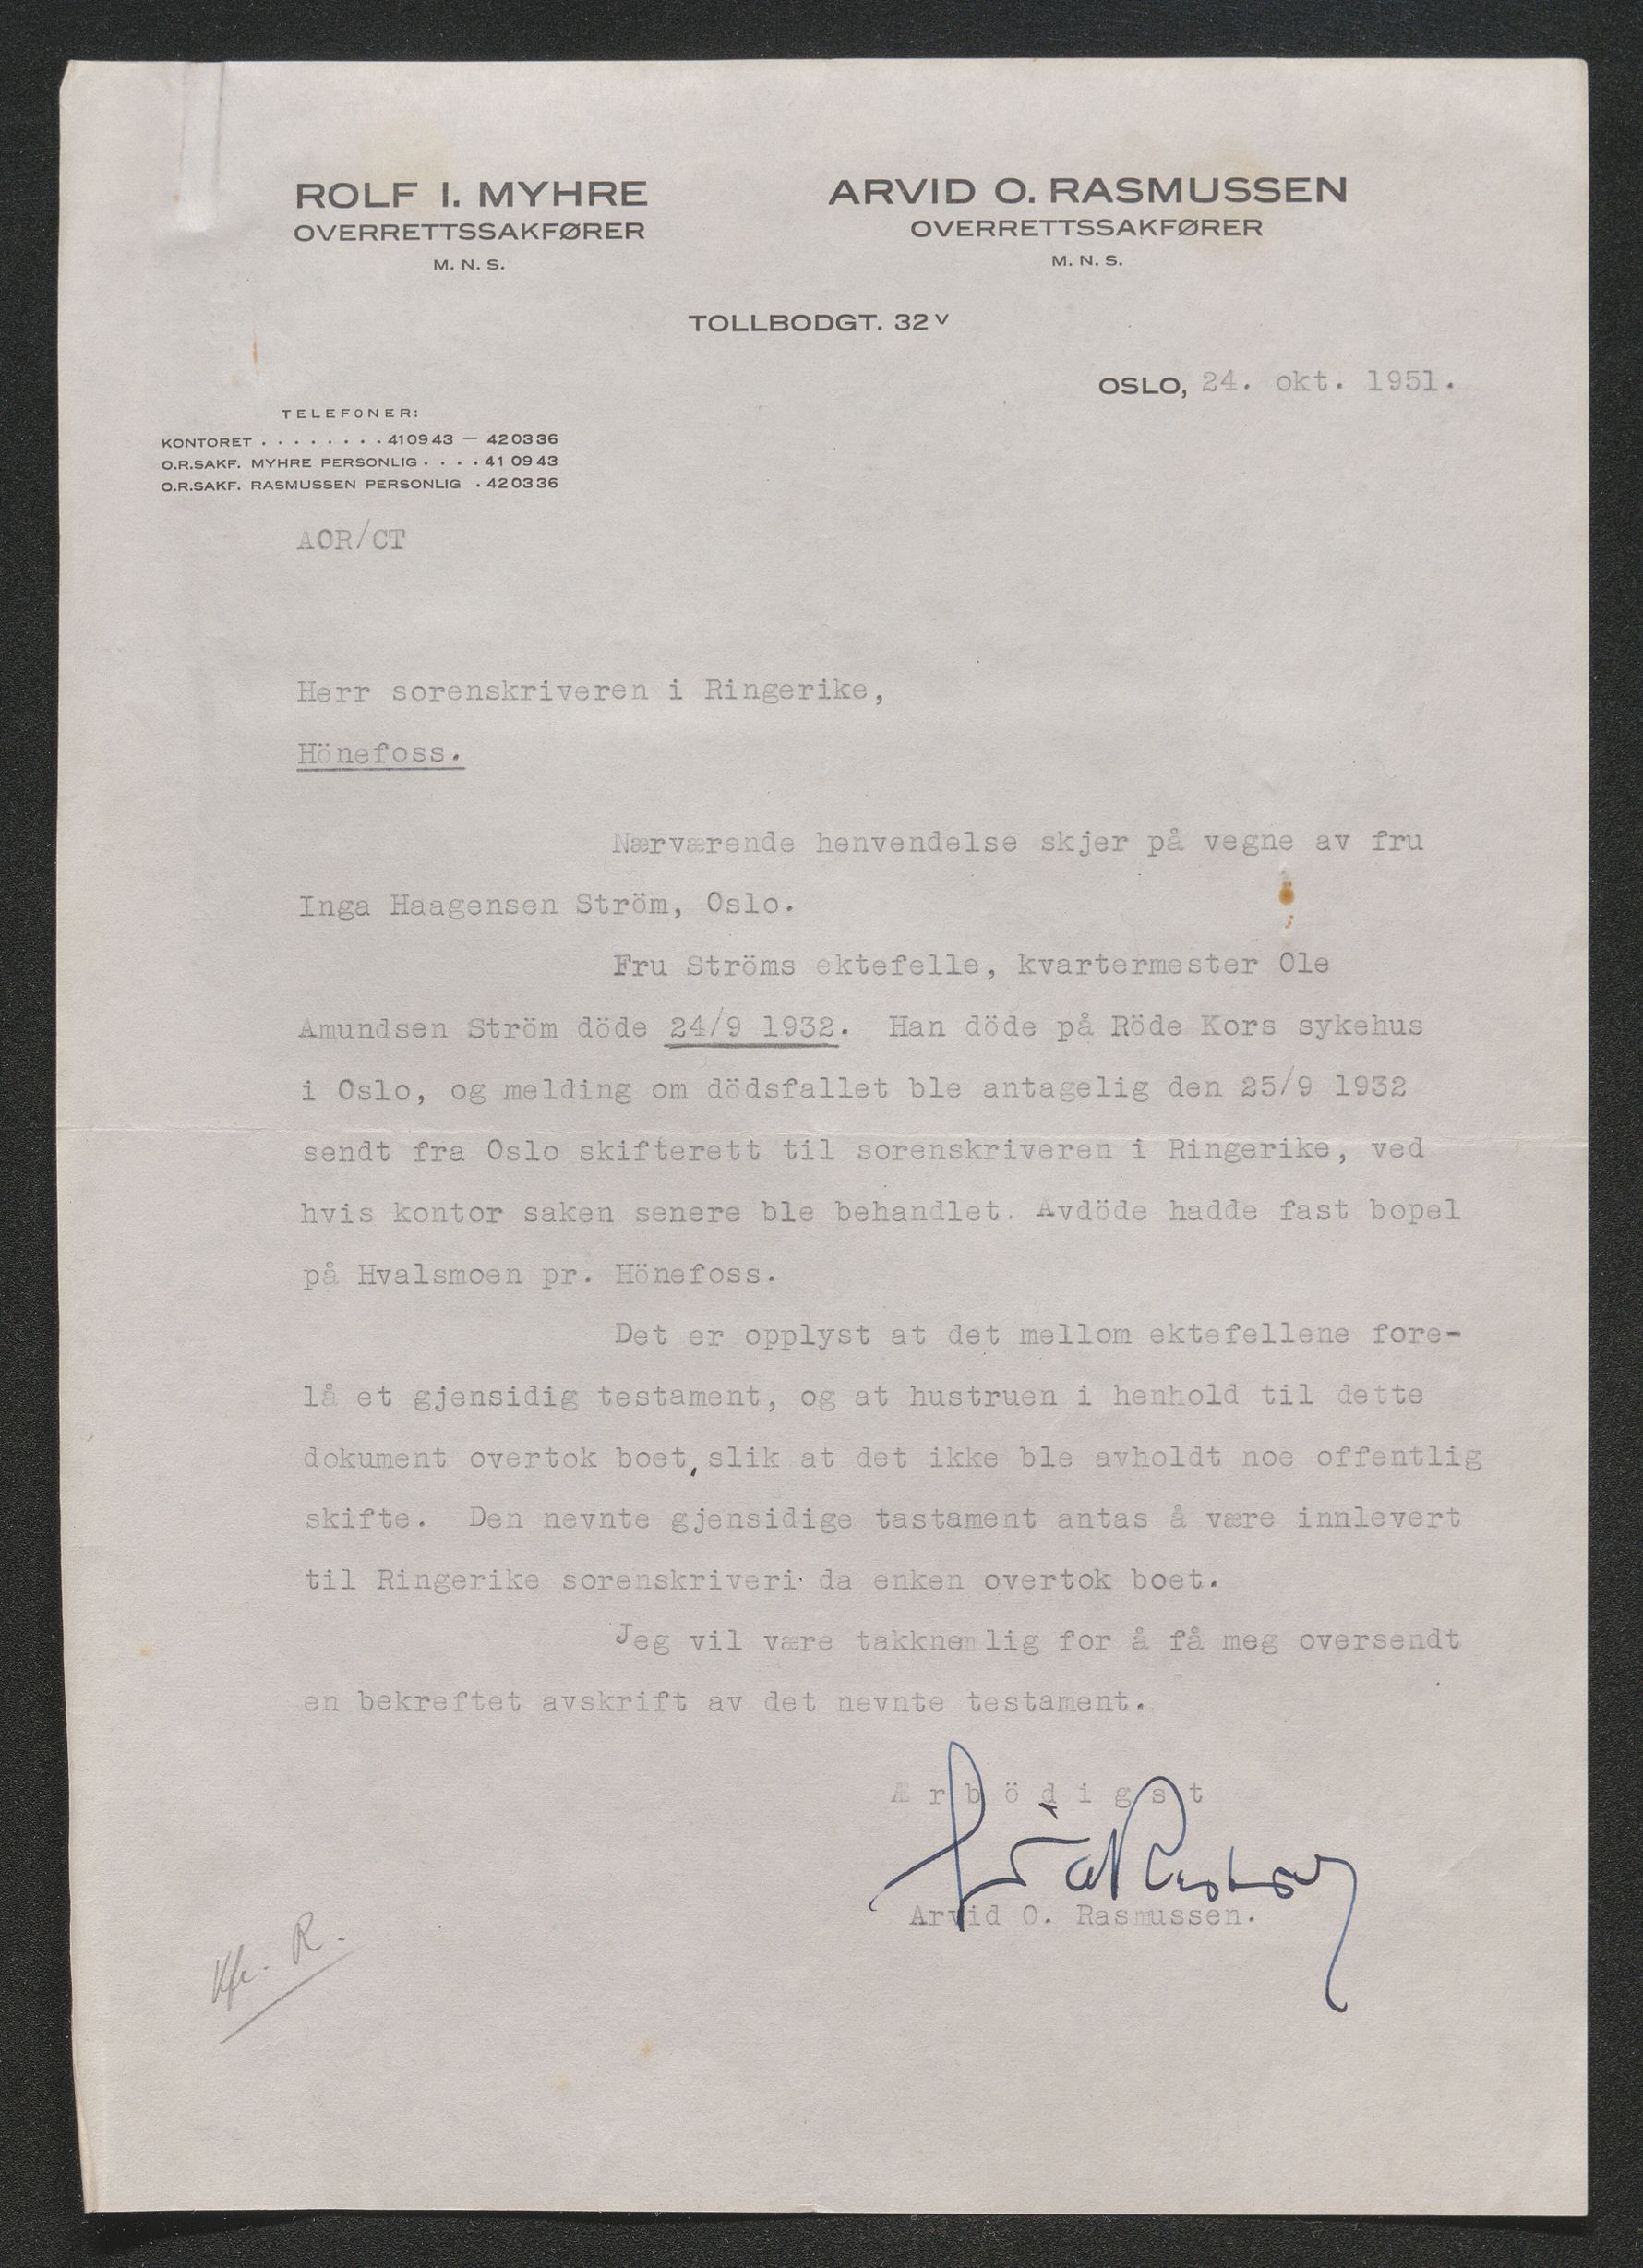 ROLF I. MYHRE
OVERRETTSSAKFØRER
M. N. S.
ARVID O. RASMUSSEN
OVERRETTSSAKFØRER
M. N. S.
TOLLBODGT. 32 V
OSLO, 24. okt. 1951.
TELEFONER:
KONTORET . . . . . . . . 410943 — 420336
O.R.SAKF. MYHRE PERSONLIG . . . . 41 09 43
O.R.SAKF. RASMUSSEN PERSONLIG . 420336
AOR/CT
Herr sorenskriveren i Ringerike,
Hönefoss.
Nærværende henvendelse skjer på vegne av fru
Inga Haagensen Ström, Oslo.
Fru Ströms ektefelle, kvartermester Ole
Amundsen Ström döde 24/9 1932. Han döde på Röde Kors sykehus
i Oslo, og melding om dödsfallet ble antagelig den 25/9 1932
sendt fra Oslo skifterett til sorenskriveren i Ringerike, ved
hvis kontor saken senere ble behandlet. Avdöde hadde fast bopel
på Hvalsmoen pr. Hönefoss.
Det er opplyst at det mellom ektefellene fore-
lå et gjensidig testament, og at hustruen i henhold til dette
dokument overtok boet, slik at det ikke ble avholdt noe offentlig
skifte. Den nevnte gjensidige tastament antas å være innlevert
til Ringerike sorenskriveri da enken overtok boet.
Jeg vil være takknemlig for å få meg oversendt
en bekreftet avskrift av det nevnte testament.
Ærbödigst
Arvid O. Rasmussen.
R.